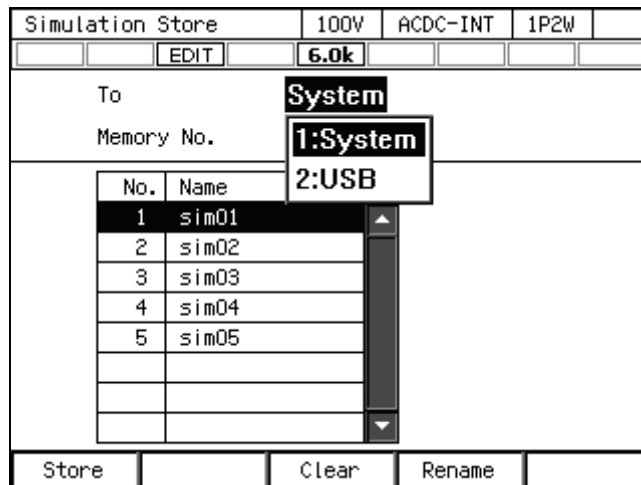 Simulation Store 100V ACDC-INT 1P2W
EDIT 6.0k
To System
Memory No. 1:System
2:USB
No. Name
1 sim01
2 sim02
3 sim03
4 sim04
5 sim05
Store Clear Rename